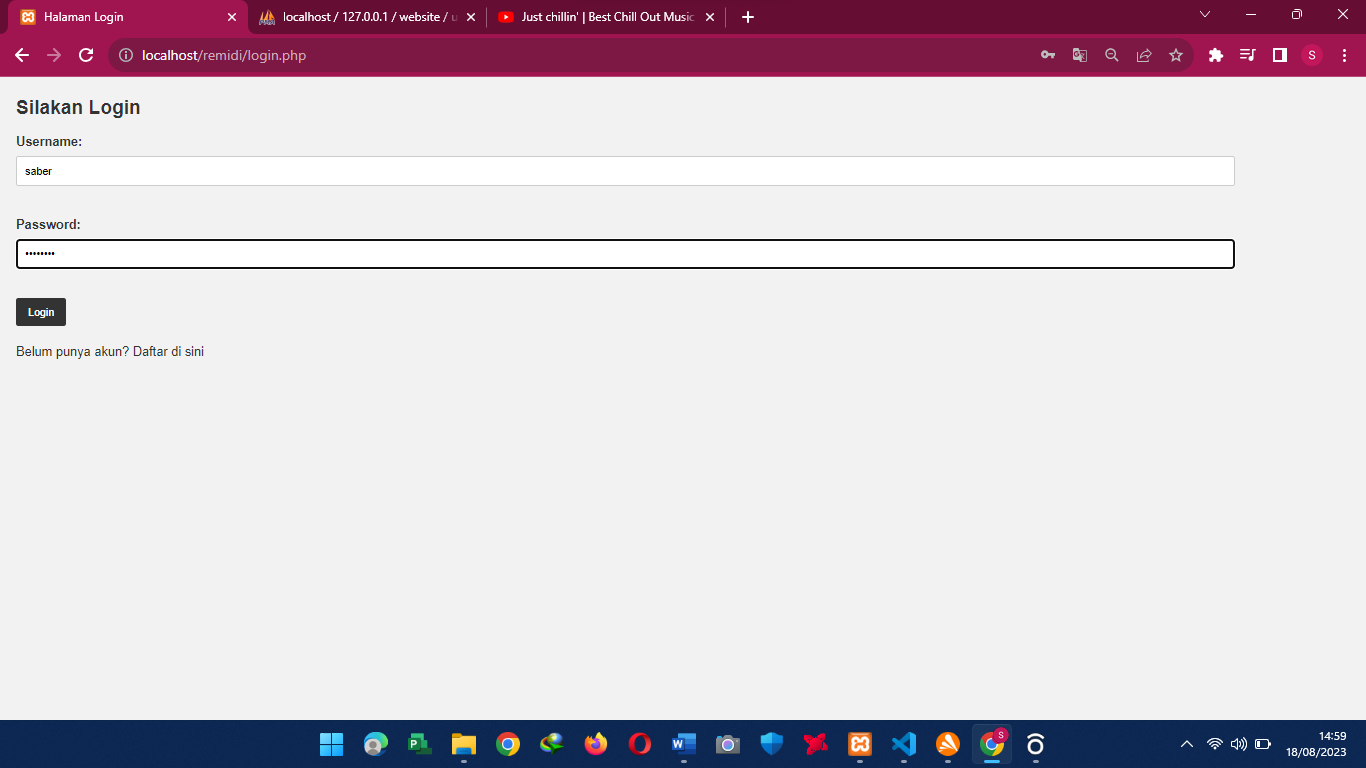 Halaman Login
localhost / 127.0.0.1 / website / u
Just chillin' | Best Chill Out Music
localhost/remidi/login.php
S
Silakan Login
Username:
saber
Password:
••••••••
Login
Belum punya akun? Daftar di sini
P
W
S
14:59
18/08/2023